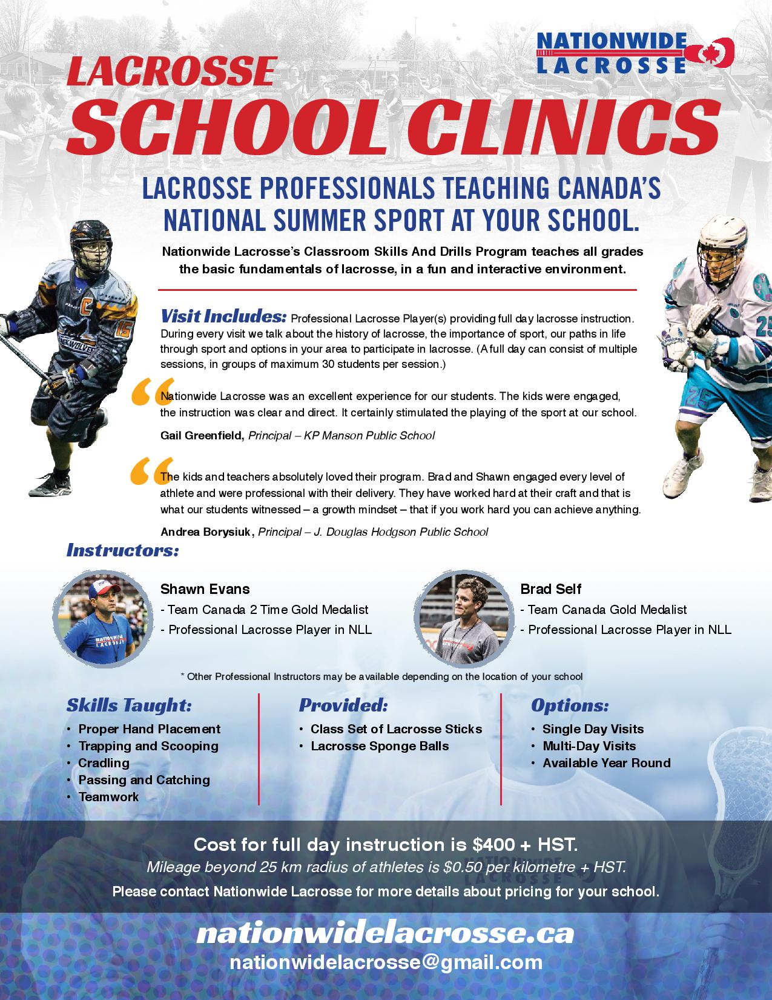 NATIONWIDE
LACROSSE
LACROSSE
SCHOOL CLINICS
LACROSSE PROFESSIONALS TEACHING CANADA'S
NATIONAL SUMMER SPORT AT YOUR SCHOOL.
Nationwide Lacrosse's Classroom Skills And Drills Program teaches all grades
the basic fundamentals of lacrosse, in a fun and interactive environment.
Visit Includes: Professional Lacrosse Player(s) providing full day lacrosse instruction.
During every visit we talk about the history of lacrosse, the importance of sport, our paths in life
through sport and options in your area to participate in lacrosse. (A full day can consist of multiple
sessions, in groups of maximum 30 students per session.)
“Nationwide Lacrosse was an excellent experience for our students. The kids were engaged,
the instruction was clear and direct. It certainly stimulated the playing of the sport at our school.
Gail Greenfield, Principal – KP Manson Public School
“The kids and teachers absolutely loved their program. Brad and Shawn engaged every level of
athlete and were professional with their delivery. They have worked hard at their craft and that is
what our students witnessed – a growth mindset – that if you work hard you can achieve anything.
Andrea Borysiuk, Principal – J. Douglas Hodgson Public School
Instructors:
Shawn Evans
- Team Canada 2 Time Gold Medalist
- Professional Lacrosse Player in NLL
Brad Self
- Team Canada Gold Medalist
- Professional Lacrosse Player in NLL
* Other Professional Instructors may be available depending on the location of your school
Skills Taught:
• Proper Hand Placement
• Trapping and Scooping
• Cradling
• Passing and Catching
• Teamwork
Provided:
• Class Set of Lacrosse Sticks
• Lacrosse Sponge Balls
Options:
• Single Day Visits
• Multi-Day Visits
• Available Year Round
Cost for full day instruction is $400 + HST.
Mileage beyond 25 km radius of athletes is $0.50 per kilometre + HST.
Please contact Nationwide Lacrosse for more details about pricing for your school.
nationwidelacrosse.ca
nationwidelacrosse@gmail.com
C
15
25
25
NATIONWIDE
LACROSSE
NATIONWIDE
LACROSSE